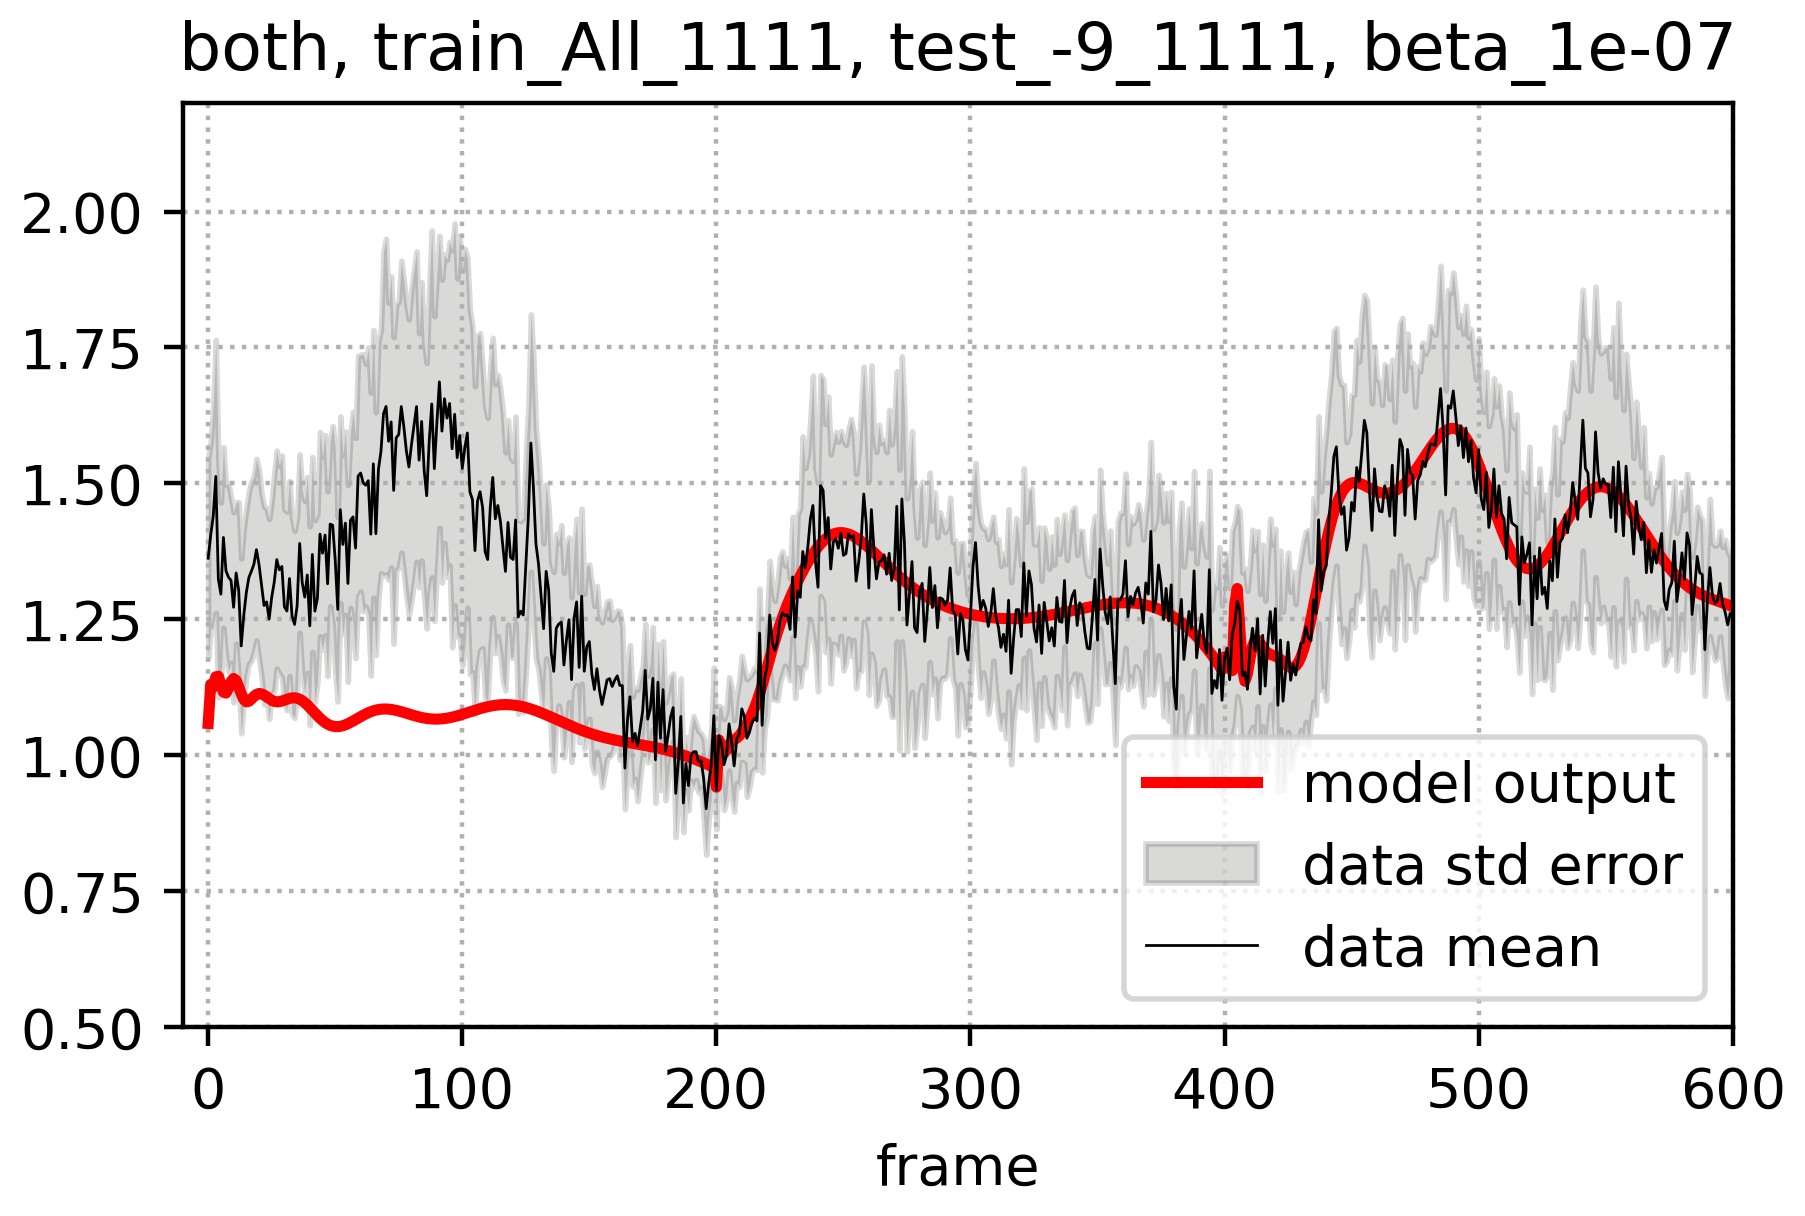 both, train_All_1111, test_-9_1111, beta_1e-07
2.00
1.75
1.50
1.25
1.00
0.75
0.50
model output
data std error
data mean
0 100 200 300 400 500 600
frame